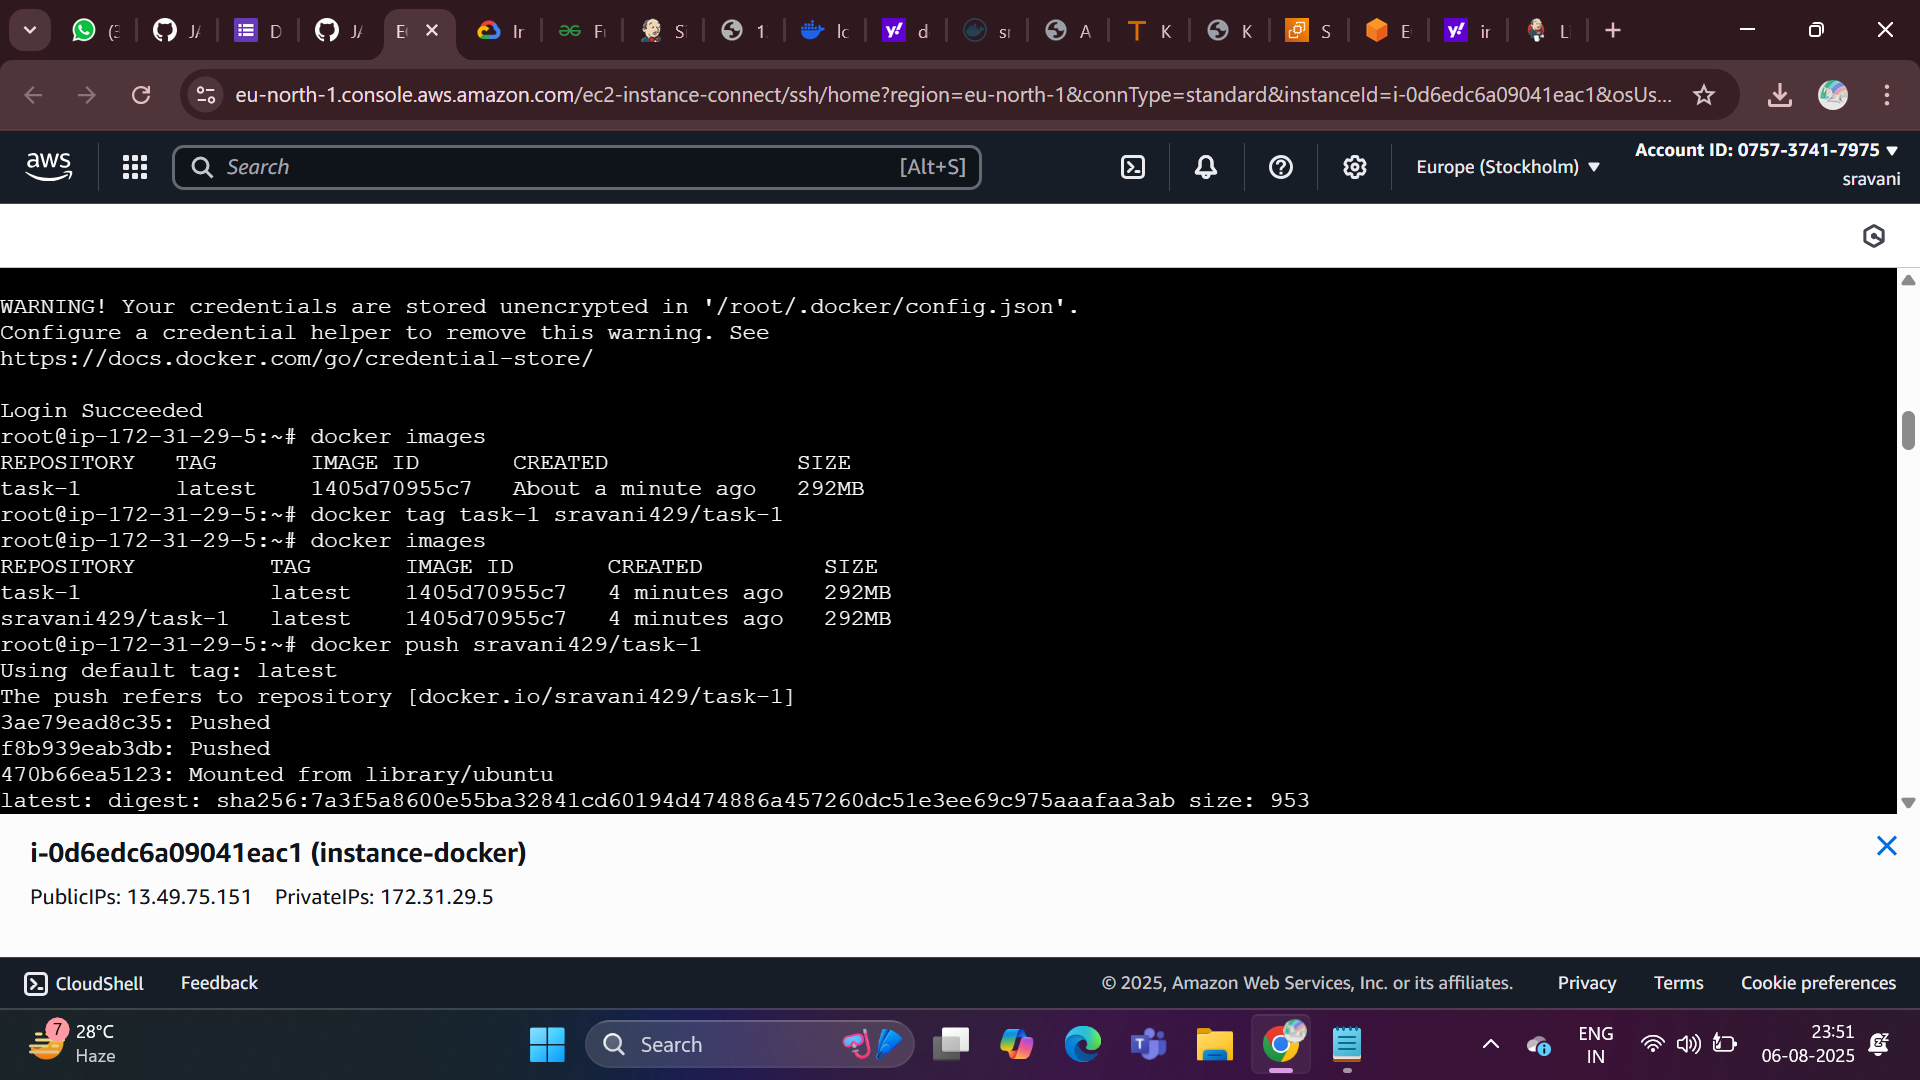 (3
JA
D
JA
E(
Ir
Fu
Si
1
lo
d
sr
A
K
K
S
E
ir
Li
eu-north-1.console.aws.amazon.com/ec2-instance-connect/ssh/home?region=eu-north-1&connType=standard&instanceId=i-0d6edc6a09041eac1&osUs...
aws
Search
[Alt+S]
Europe (Stockholm)
Account ID: 0757-3741-7975
sravani
WARNING! Your credentials are stored unencrypted in '/root/.docker/config.json'.
Configure a credential helper to remove this warning. See
https://docs.docker.com/go/credential-store/
Login Succeeded
root@ip-172-31-29-5:~# docker images
REPOSITORY TAG IMAGE ID CREATED SIZE
task-1 latest 1405d70955c7 About a minute ago 292MB
root@ip-172-31-29-5:~# docker tag task-1 sravani429/task-1
root@ip-172-31-29-5:~# docker images
REPOSITORY TAG IMAGE ID CREATED SIZE
task-1 latest 1405d70955c7 4 minutes ago 292MB
sravani429/task-1 latest 1405d70955c7 4 minutes ago 292MB
root@ip-172-31-29-5:~# docker push sravani429/task-1
Using default tag: latest
The push refers to repository [docker.io/sravani429/task-1]
3ae79ead8c35: Pushed
f8b939eab3db: Pushed
470b66ea5123: Mounted from library/ubuntu
latest: digest: sha256:7a3f5a8600e55ba32841cd60194d474886a457260dc51e3ee69c975aaafaa3ab size: 953
i-0d6edc6a09041eac1 (instance-docker)
PublicIPs: 13.49.75.151 PrivateIPs: 172.31.29.5
CloudShell Feedback
© 2025, Amazon Web Services, Inc. or its affiliates. Privacy Terms Cookie preferences
7
28°C
Haze
Search
ENG
IN
23:51
06-08-2025